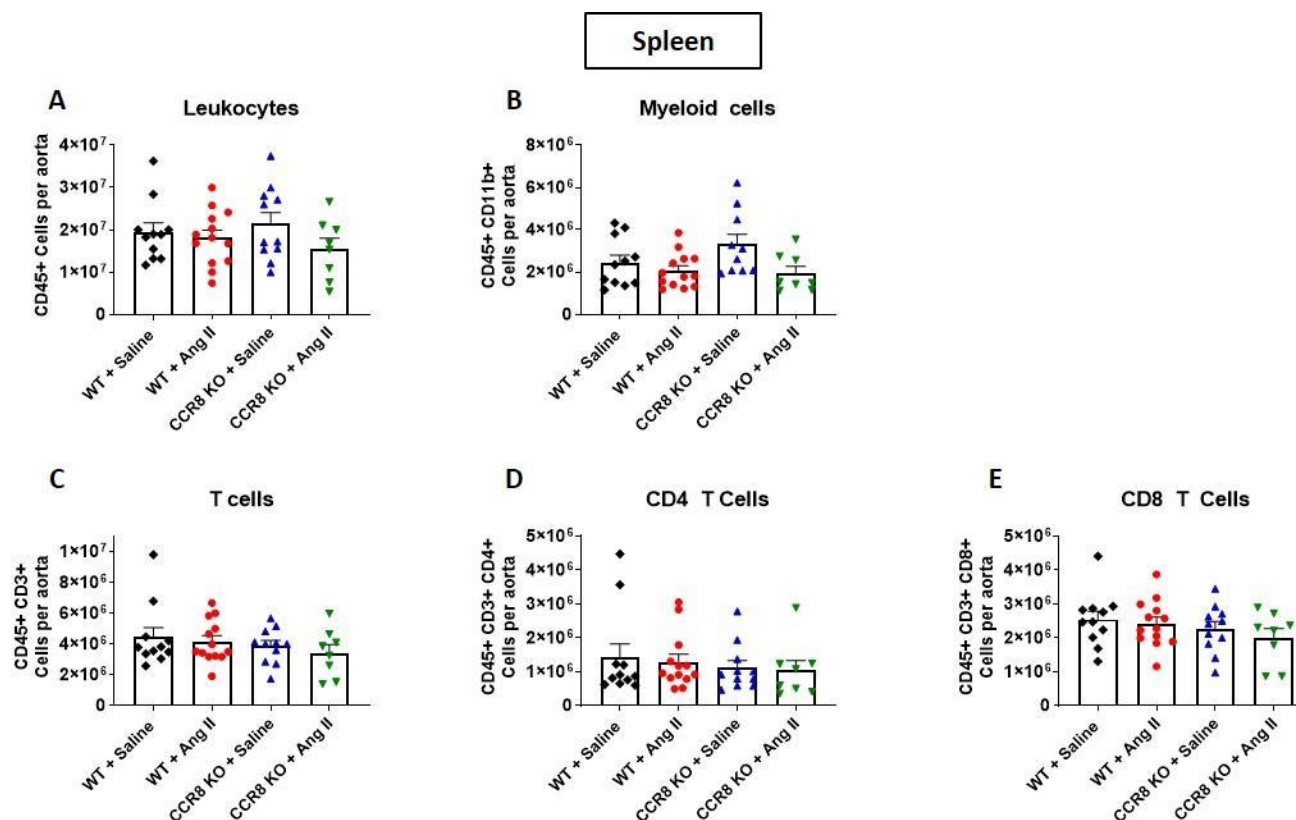 Spleen
A
Leukocytes
CD45+ Cells per aorta
4×10⁷
3×10⁷
2×10⁷
1×10⁷
0
WT + Saline
WT + Ang II
CCR8 KO + Saline
CCR8 KO + Ang II
B
Myeloid cells
CD45+ CD11b+
Cells per aorta
8×10⁶
6×10⁶
4×10⁶
2×10⁶
0
WT + Saline
WT + Ang II
CCR8 KO + Saline
CCR8 KO + Ang II
C
T cells
CD45+ CD3+
Cells per aorta
1×10⁷
8×10⁶
6×10⁶
4×10⁶
2×10⁶
0
WT + Saline
WT + Ang II
CCR8 KO + Saline
CCR8 KO + Ang II
D
CD4 T Cells
CD45+ CD3+ CD4+
Cells per aorta
5×10⁶
4×10⁶
3×10⁶
2×10⁶
1×10⁶
0
WT + Saline
WT + Ang II
CCR8 KO + Saline
CCR8 KO + Ang II
E
CD8 T Cells
CD45+ CD3+ CD8+
Cells per aorta
5×10⁶
4×10⁶
3×10⁶
2×10⁶
1×10⁶
0
WT + Saline
WT + Ang II
CCR8 KO + Saline
CCR8 KO + Ang II